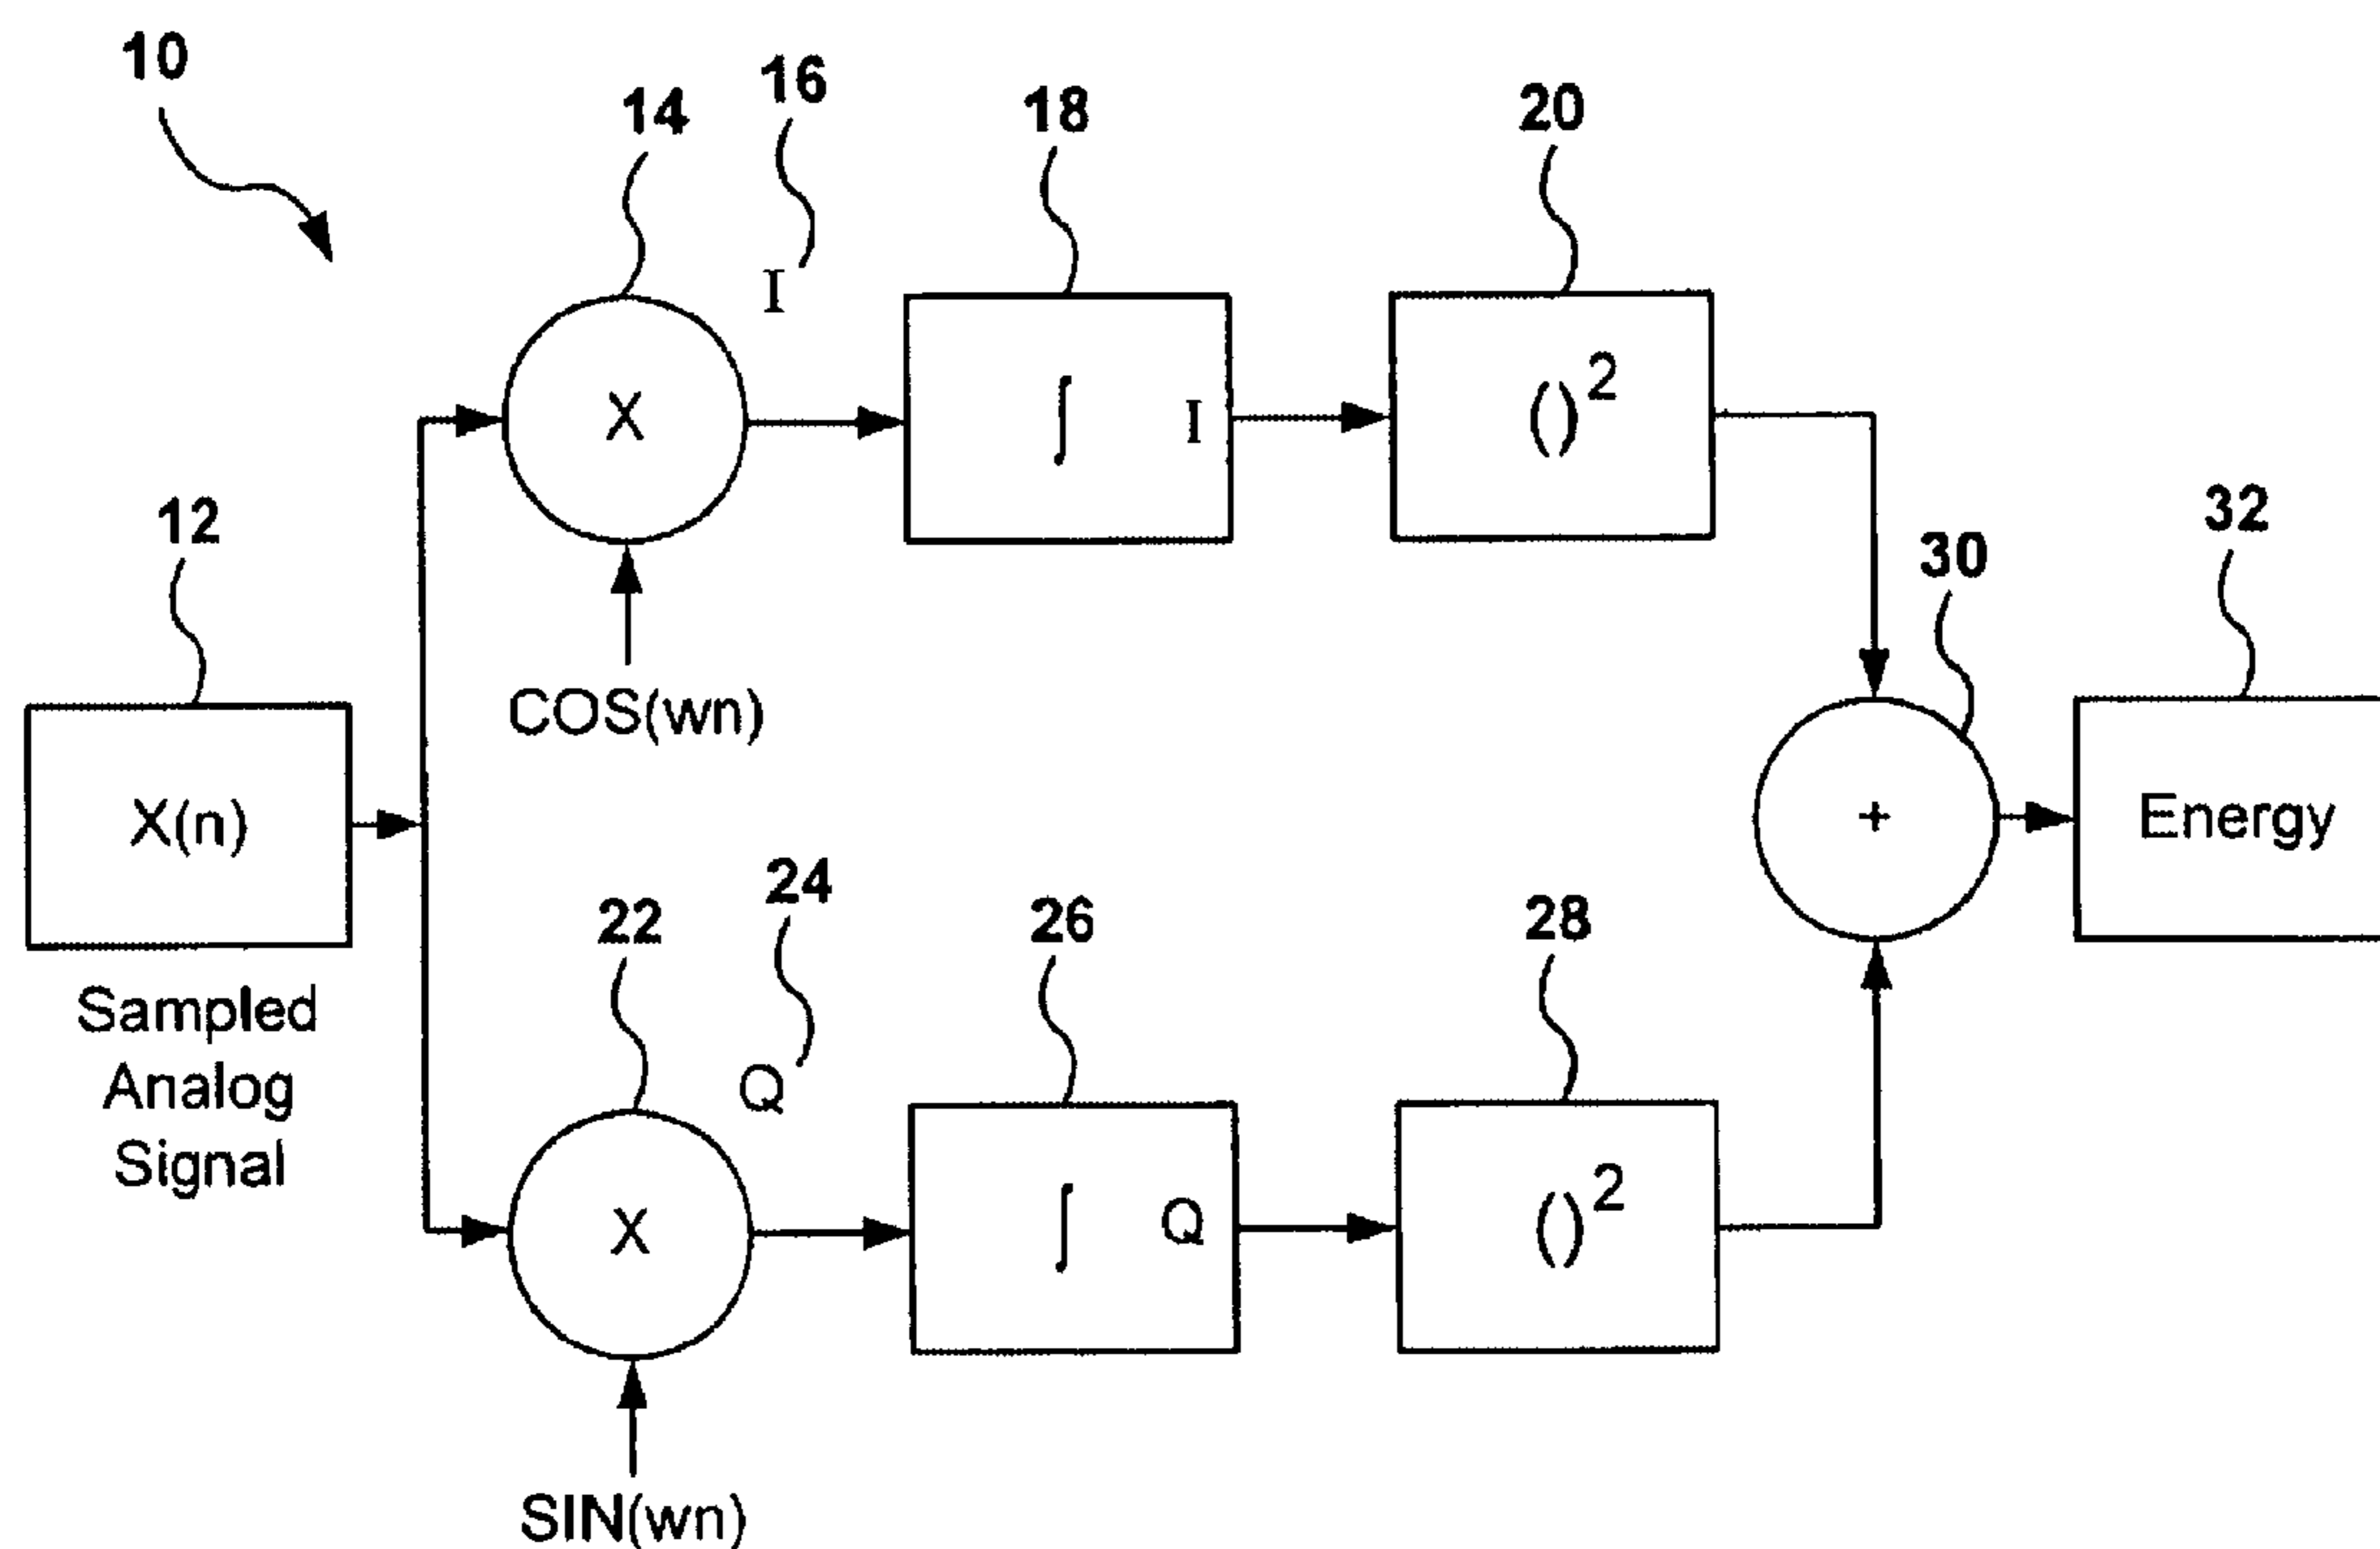 10
14
16
18
20
I
X
∫ I
()²
12
COS(wn)
30
32
X(n)
+
Energy
Sampled
Analog
Signal
22
24
26
28
Q
X
∫ Q
()²
SIN(wn)